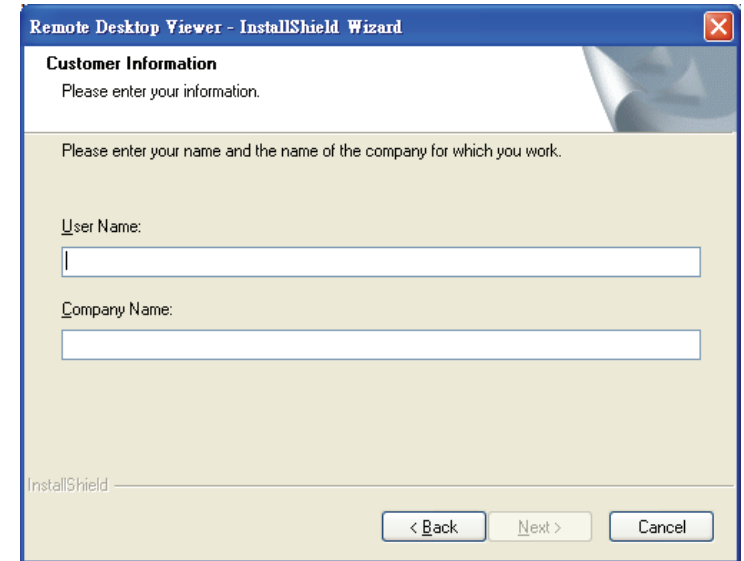 Remote Desktop Viewer - InstallShield Wizard
Customer Information
Please enter your information.
Please enter your name and the name of the company for which you work.
User Name:
Company Name:
InstallShield
< Back Next > Cancel